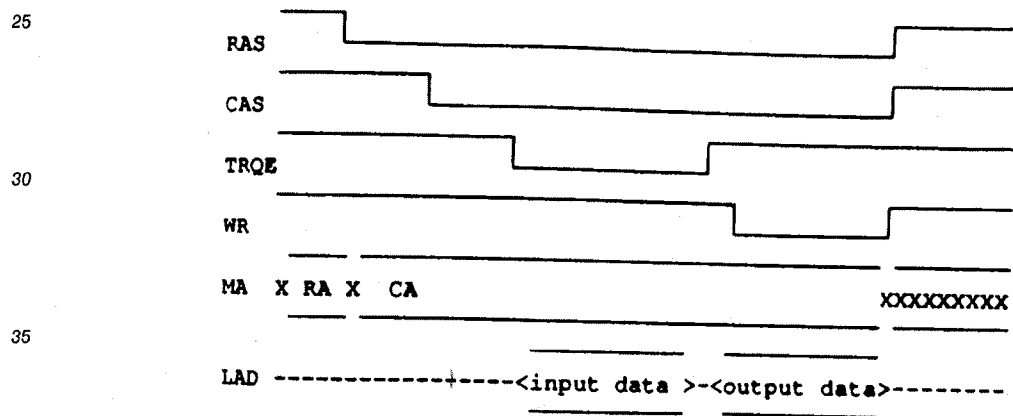 25
RAS
CAS
TRQE
30
WR
MA X RA X CA XXXXXXXXX
35
LAD -----------+----<input data >-<output data>-------